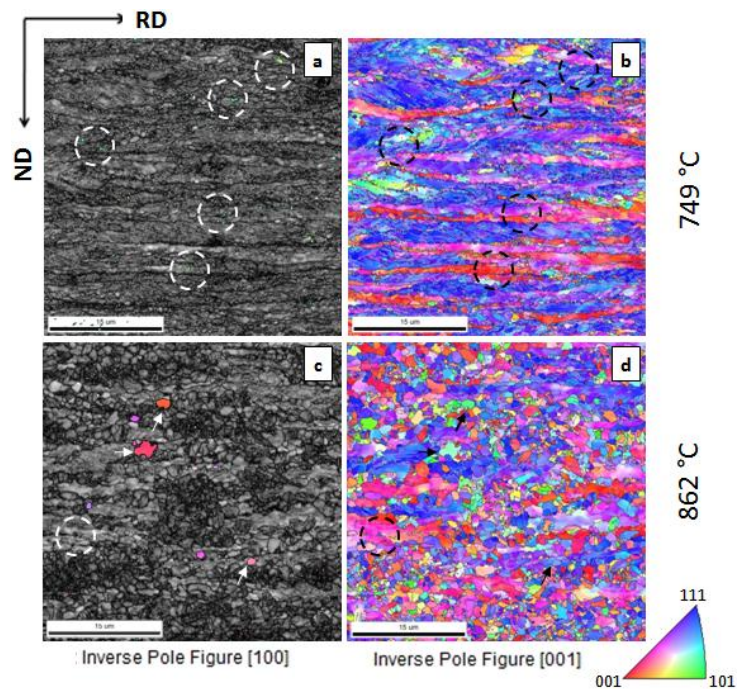 RD
ND
a
b
749 °C
15 um
15 um
c
d
862 °C
15 um
15 um
: Inverse Pole Figure [100]
Inverse Pole Figure [001]
111
001
101